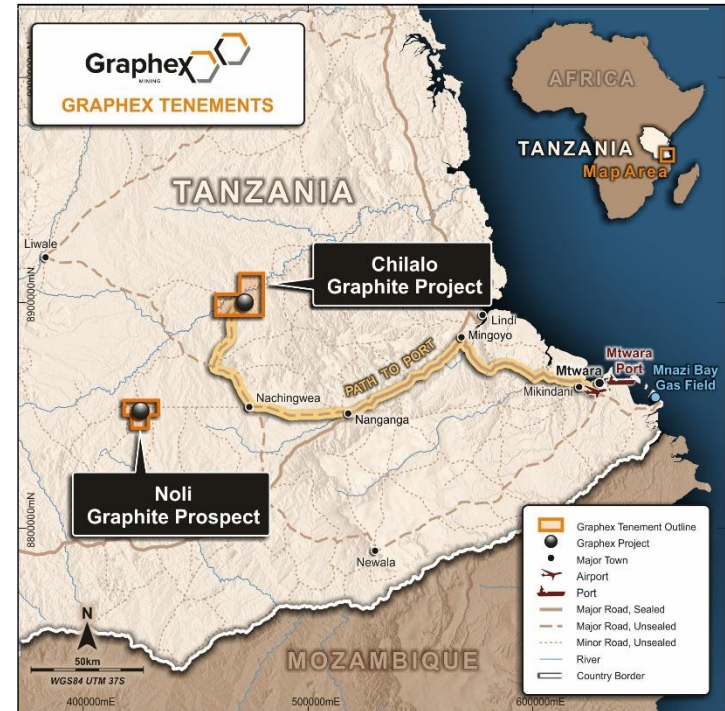 Graphex
MINING
GRAPHEX TENEMENTS
AFRICA
TANZANIA
Map Area
TANZANIA
Liwale
Chilalo
Graphite Project
8900000mN
Lindi
Mingoyo
PATH TO PORT
Mtwara
Mtwara
Port
Mnazi Bay
Gas Field
Mikindani
Nachingwea
Nanganga
Noli
Graphite Prospect
8800000mN
Newala
N
50km
WGS84 UTM 37S
MOZAMBIQUE
400000mE
500000mE
600000mE
Graphex Tenement Outline
Graphex Project
Major Town
Airport
Port
Major Road, Sealed
Major Road, Unsealed
Minor Road, Unsealed
River
Country Border